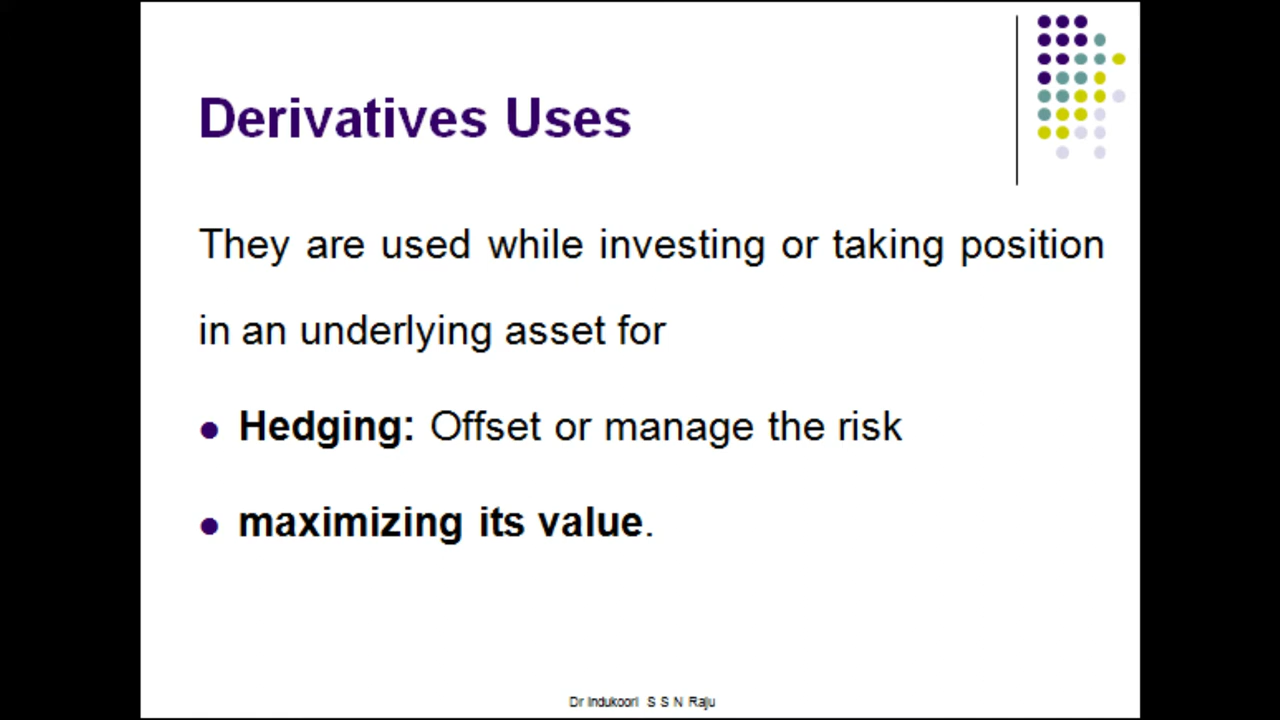 Derivatives Uses
They are used while investing or taking position
in an underlying asset for
● Hedging: Offset or manage the risk
● maximizing its value.
Dr Indukoori S S N Raju